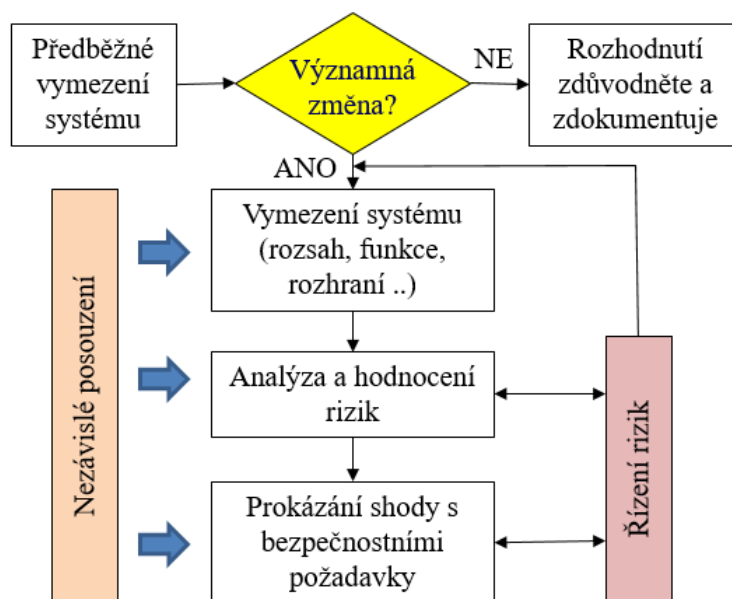 Předběžné
vymezení
systému
Významná
změna?
NE
Rozhodnutí
zdůvodněte a
zdokumentuje
ANO
Nezávislé posouzení
Vymezení systému
(rozsah, funkce,
rozhraní ..)
Analýza a hodnocení
rizik
Prokázání shody s
bezpečnostními
požadavky
Řízení rizik